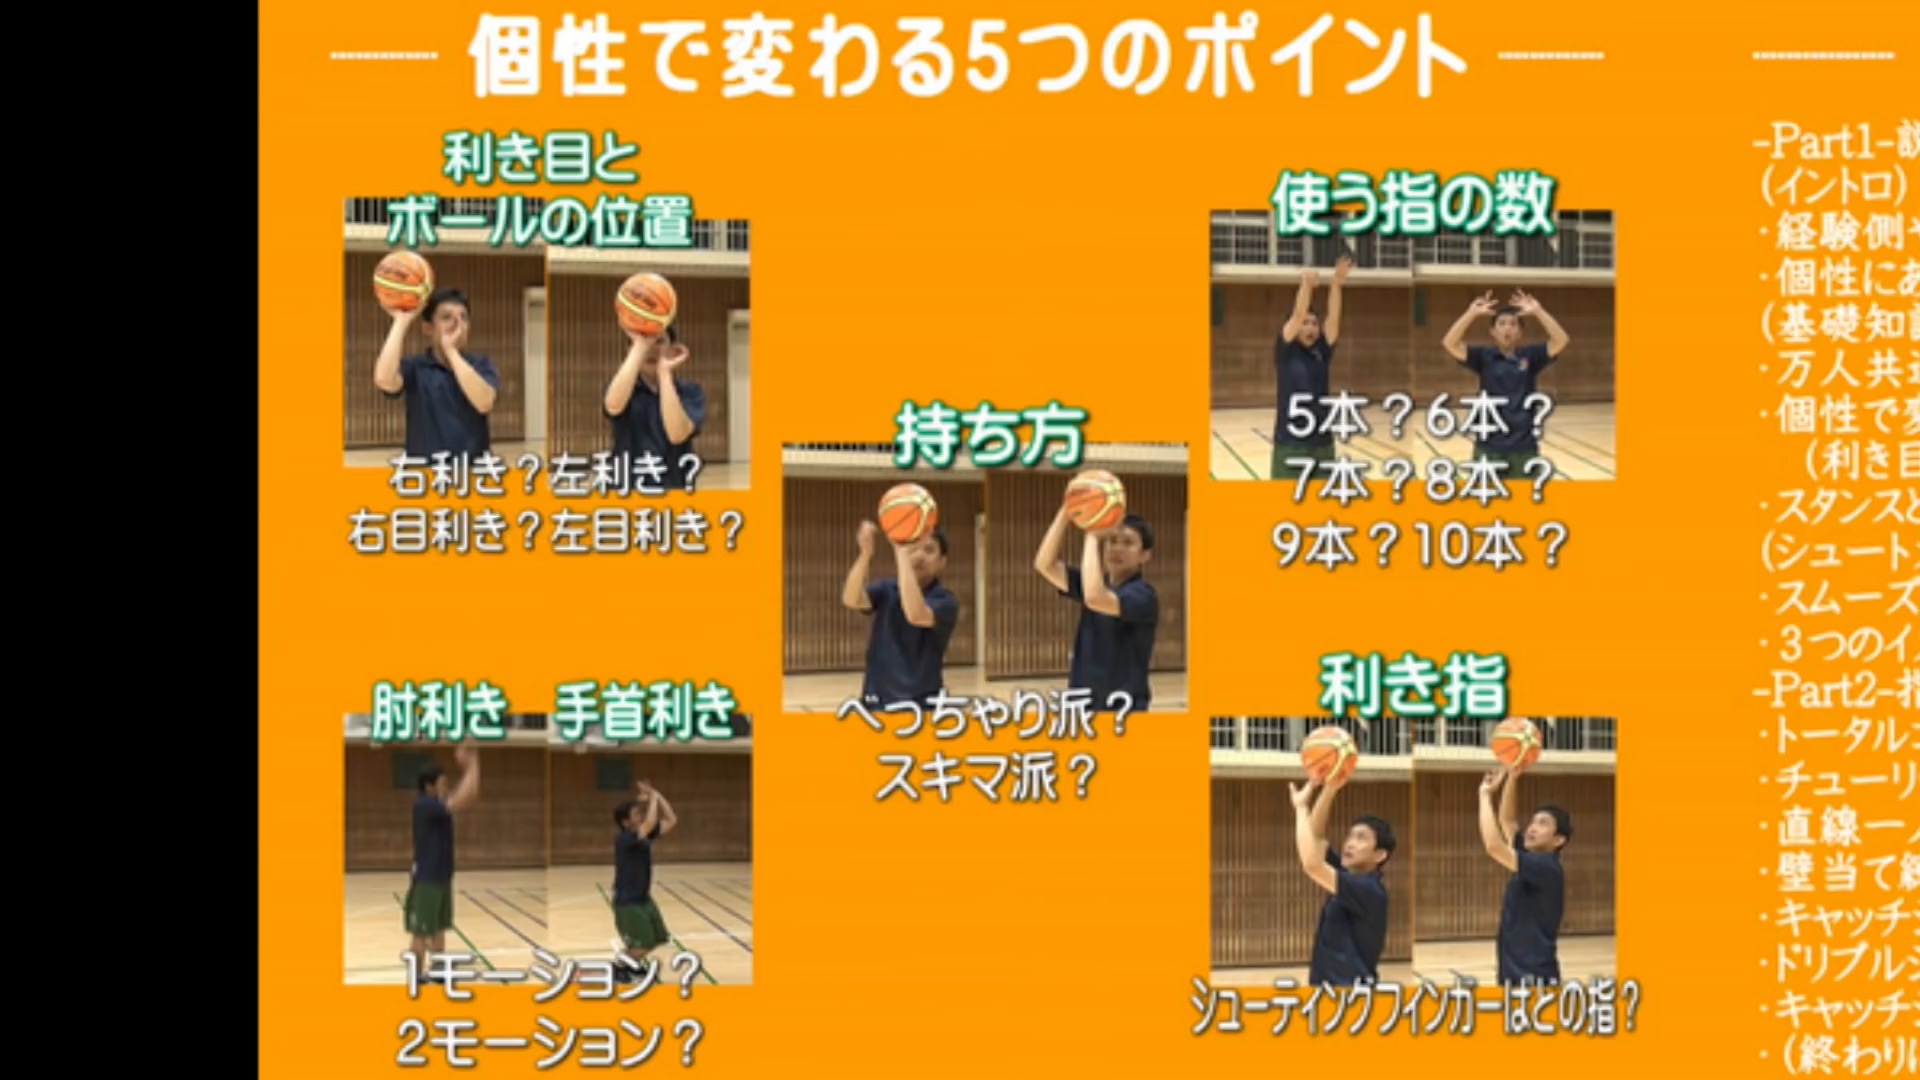 個性で変わる5つのポイント
利き目と
ボールの位置
右利き?左利き?
右目利き?左目利き?
使う指の数
5本?6本?
7本?8本?
9本?10本?
持ち方
べっちゃり派?
スキマ派?
肘利き 手首利き
1モーション?
2モーション?
利き指
シューティングフィンガーはどの指?
-Part1-説
(イントロ)
・経験側や
・個性にあ
(基礎知識
・万人共通
・個性で変
(利き目
・スタンスと
(シュート
・スムーズ
・3つのイ
-Part2-指
・トータル
・チューリ
・直線一
・壁当て練
・キャッチ
・ドリブルシ
・キャッチ
・(終わりに